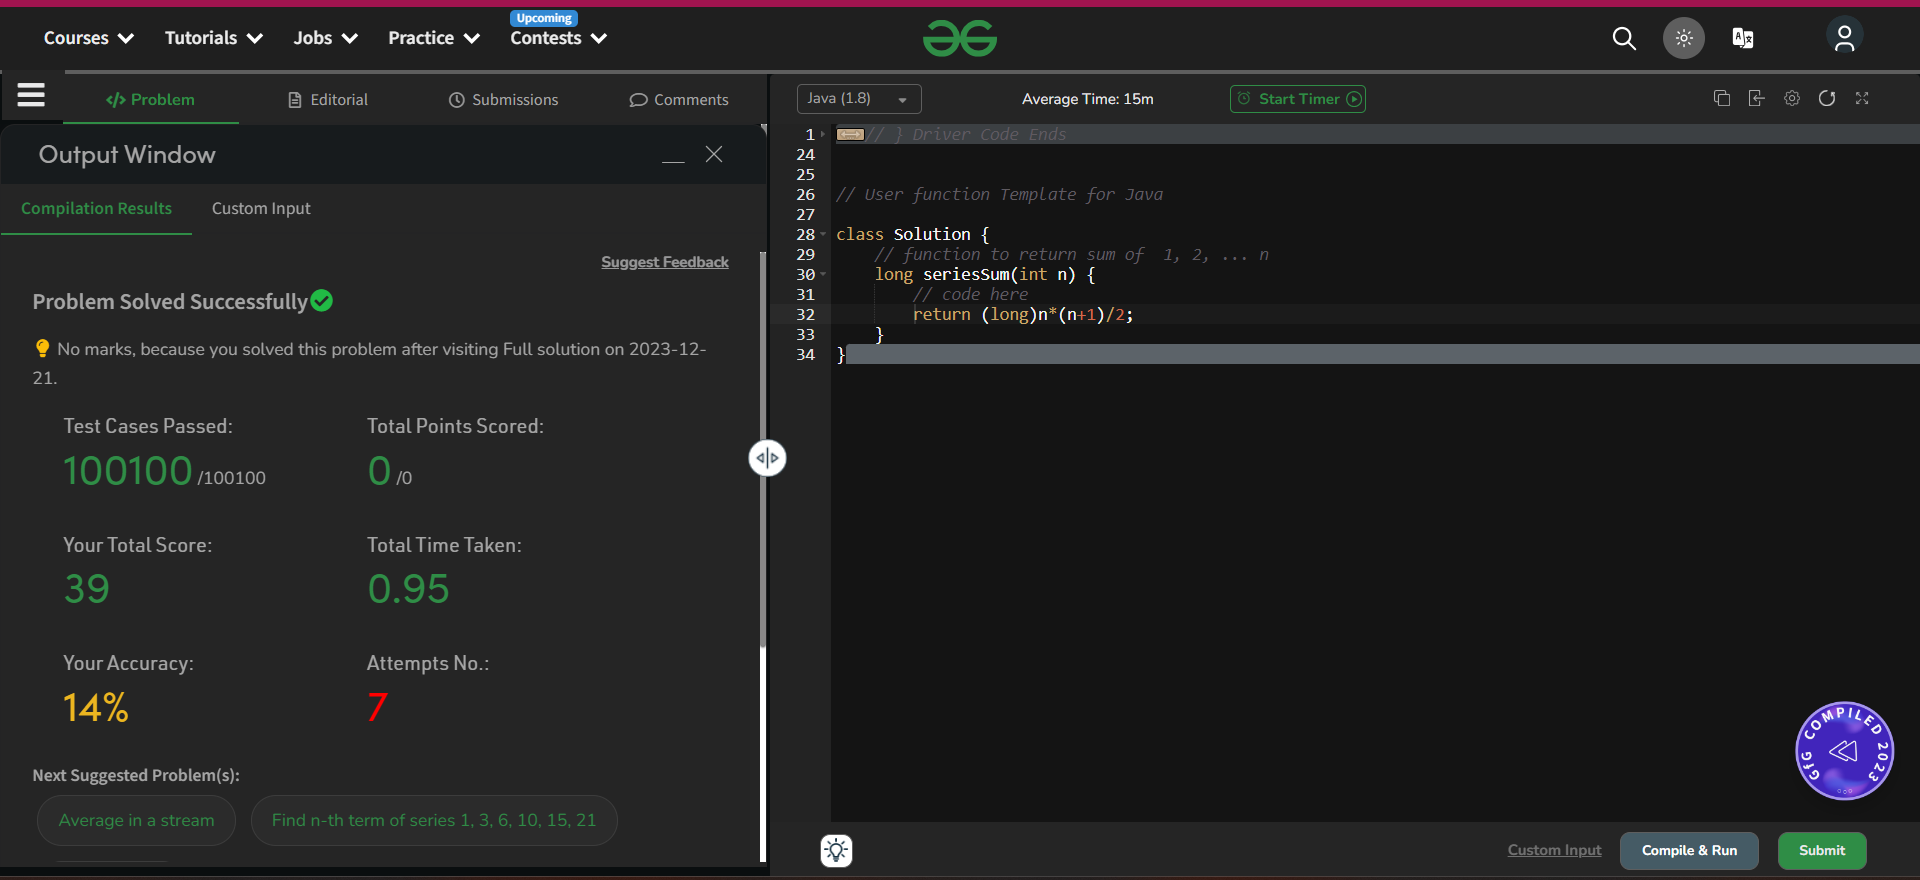 Upcoming
Courses Tutorials Jobs Practice Contests
Problem Editorial Submissions Comments
Output Window
Compilation Results Custom Input
Suggest Feedback
Problem Solved Successfully
No marks, because you solved this problem after visiting Full solution on 2023-12-
21.
Test Cases Passed: Total Points Scored:
100100 /100100 0 /0
Your Total Score: Total Time Taken:
39 0.95
Your Accuracy: Attempts No.:
14% 7
Next Suggested Problem(s):
Average in a stream Find n-th term of series 1, 3, 6, 10, 15, 21
Java (1.8) Average Time: 15m Start Timer
1 // } Driver Code Ends
24
25
26 // User function Template for Java
27
28 class Solution {
29 // function to return sum of  1, 2, ... n
30 long seriesSum(int n) {
31 // code here
32 return (long)n*(n+1)/2;
33 }
34 }
GfG COMPILED 2023
Custom Input Compile & Run Submit